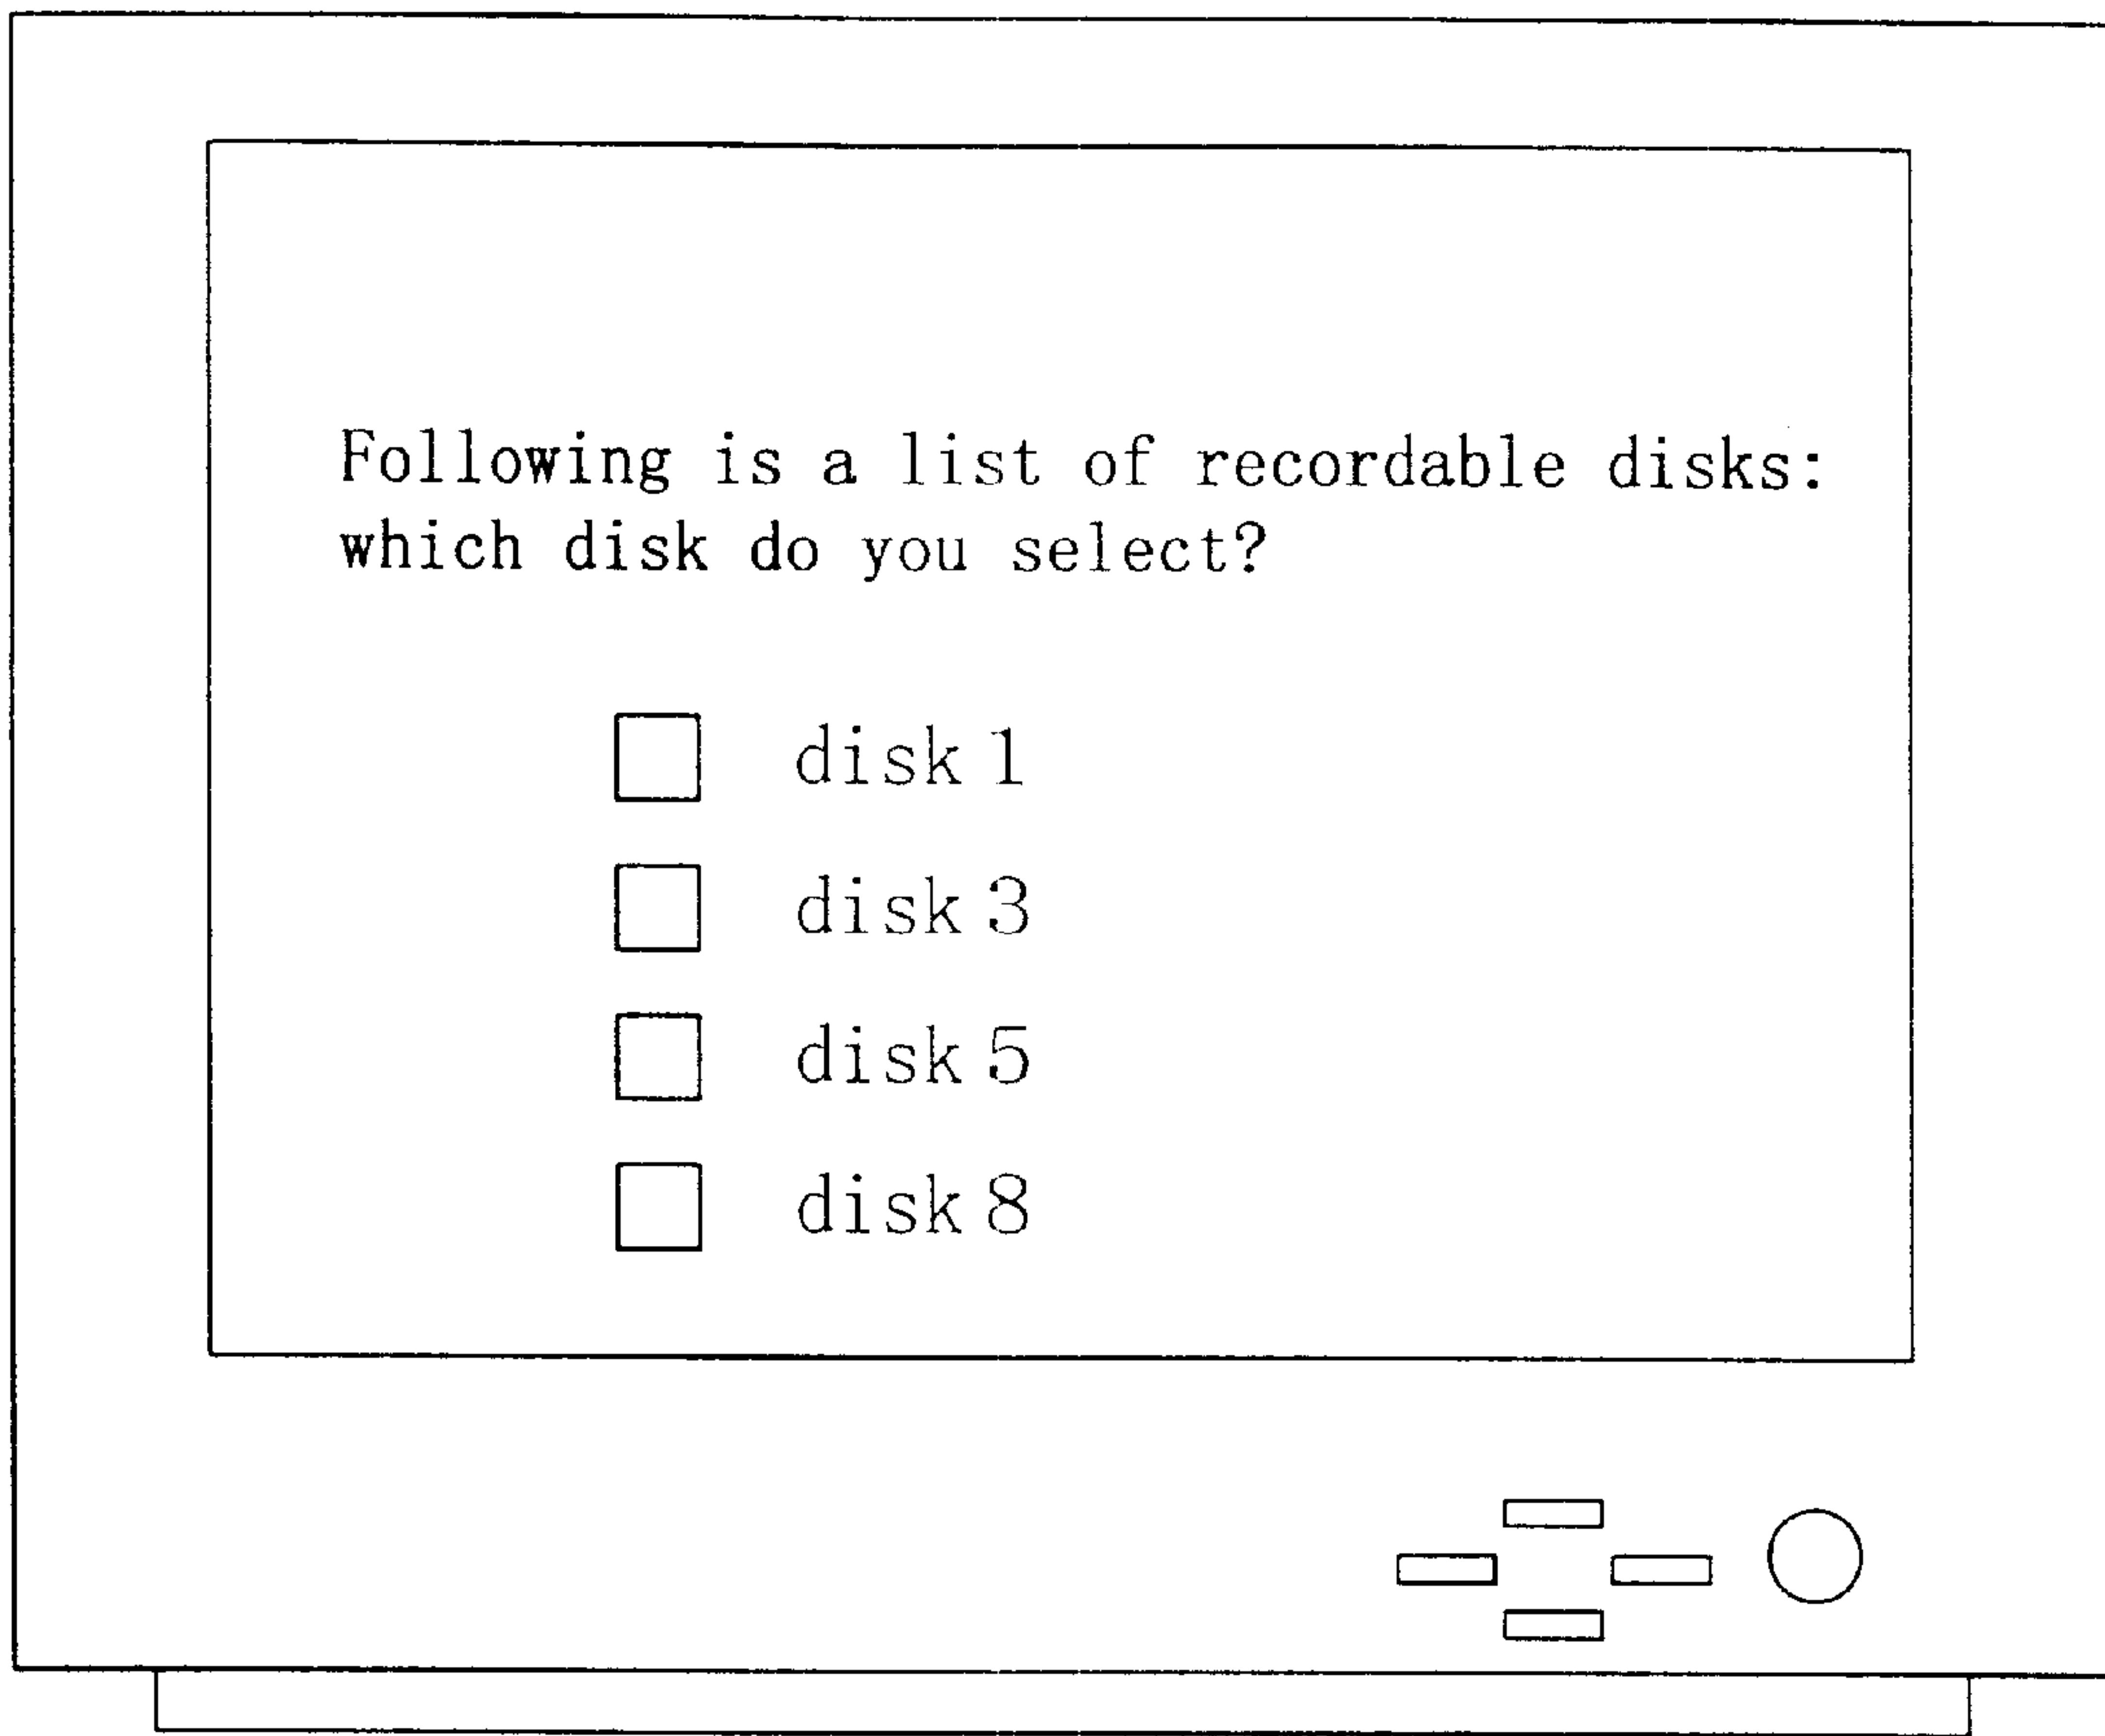 Following is a list of recordable disks:
which disk do you select?
disk 1
disk 3
disk 5
disk 8